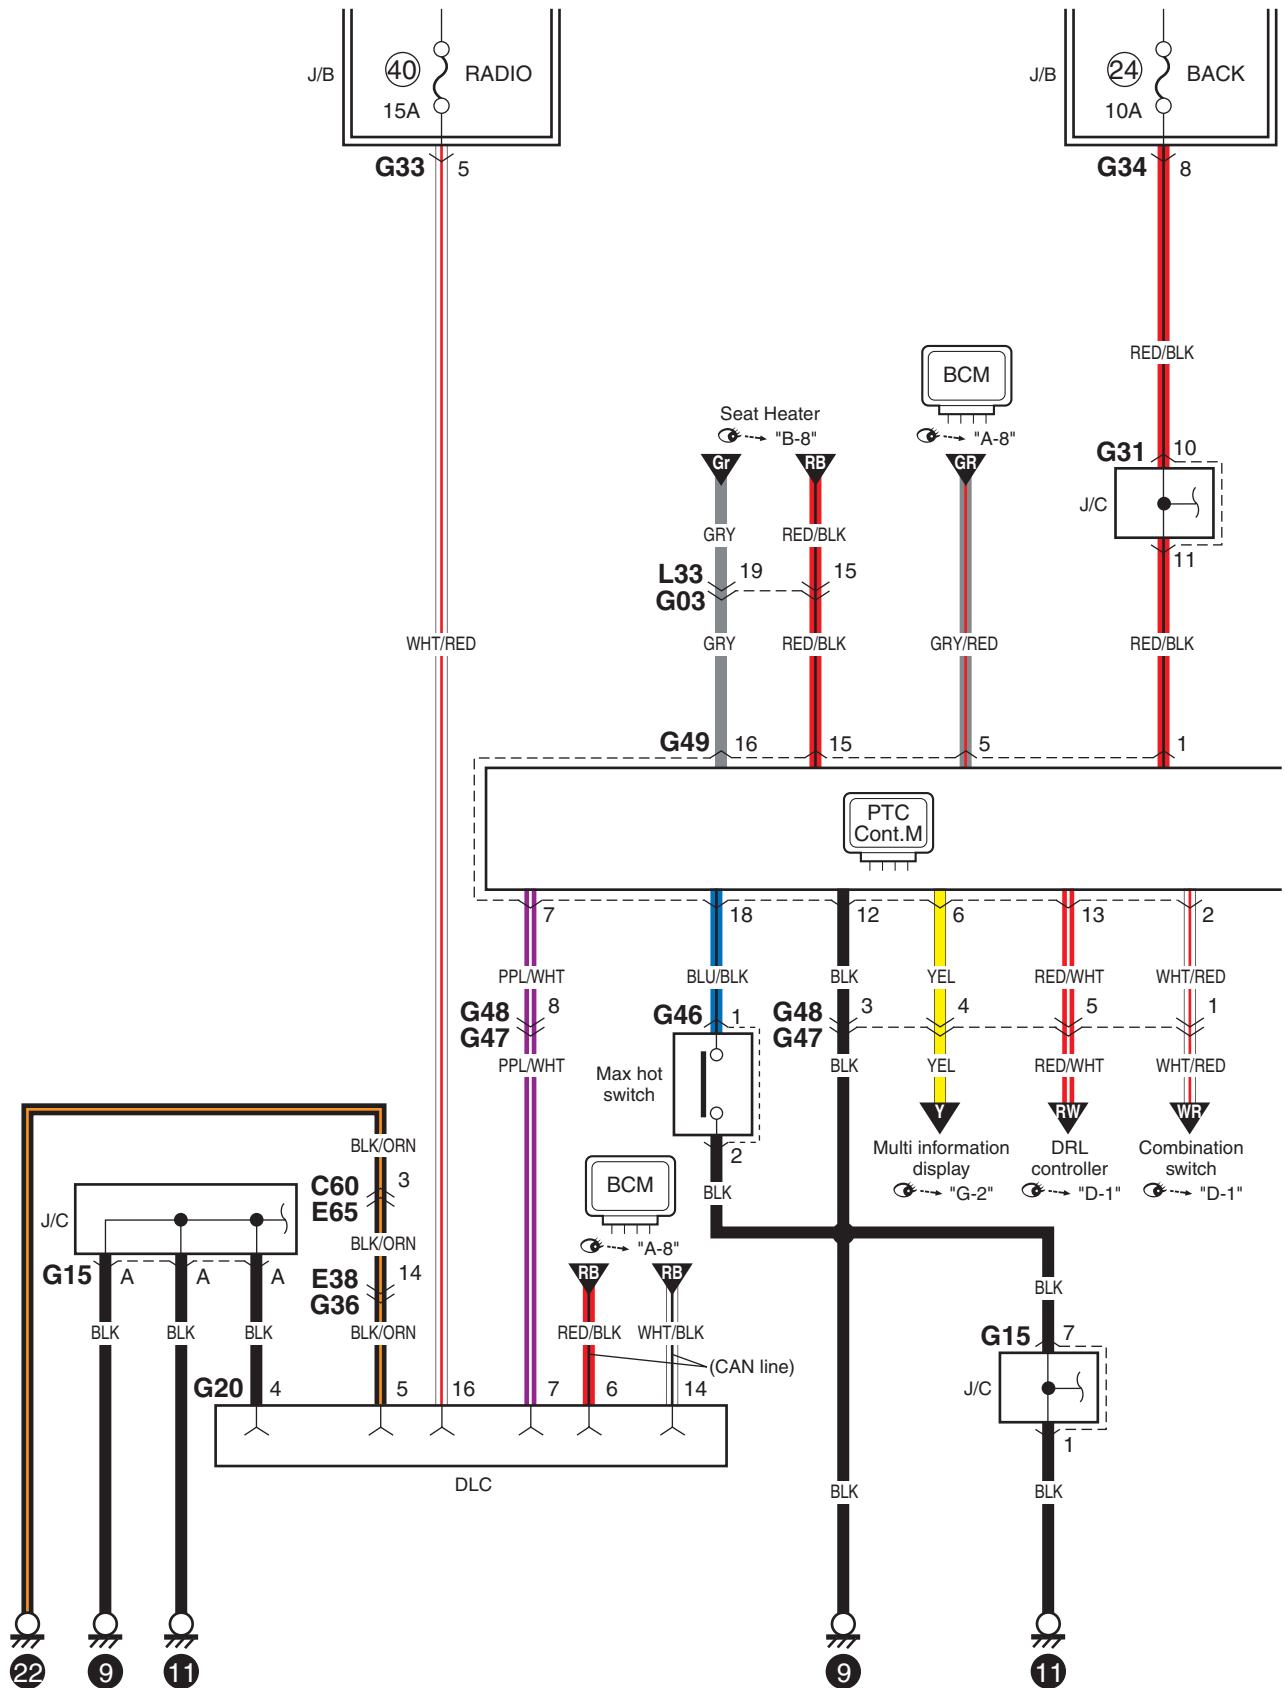 J/B
40
RADIO
15A
J/B
24
BACK
10A
G33
5
G34
8
RED/BLK
BCM
"A-8"
Seat Heater
"B-8"
Gr
RB
GR
G31
10
J/C
11
GRY
RED/BLK
L33
19
15
G03
WHT/RED
GRY
RED/BLK
GRY/RED
RED/BLK
G49
16
15
5
1
PTC
Cont.M
7
18
12
6
13
2
PPL/WHT
BLU/BLK
BLK
YEL
RED/WHT
WHT/RED
G48
8
G47
G46
1
G48
3
4
5
1
G47
PPL/WHT
Max hot
switch
BLK
YEL
RED/WHT
WHT/RED
Y
RW
WR
Multi information
display
"G-2"
DRL
controller
"D-1"
Combination
switch
"D-1"
2
BLK
BLK/ORN
C60
3
E65
BLK/ORN
E38
14
G36
BLK/ORN
J/C
G15
A
A
A
BLK
BLK
BLK
BCM
"A-8"
RB
RB
RED/BLK
WHT/BLK
(CAN line)
BLK
G15
7
J/C
1
G20
4
5
16
7
6
14
DLC
BLK
BLK
22
9
11
9
11